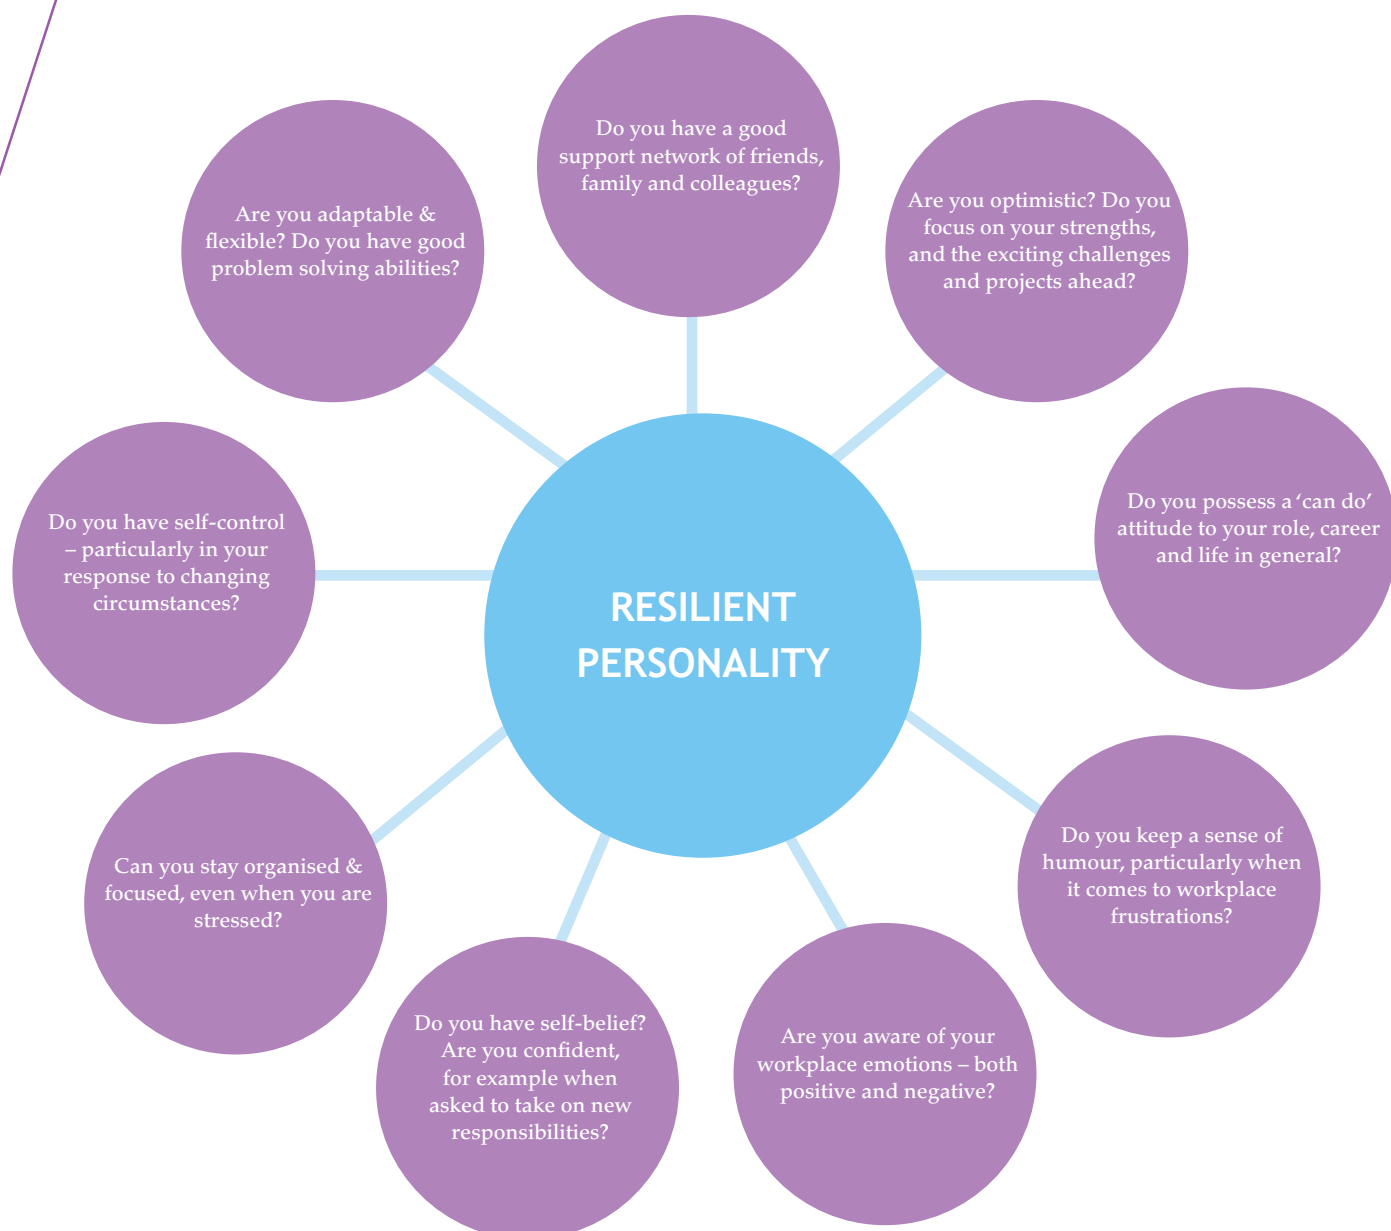 Do you have a good
support network of friends,
family and colleagues?
Are you optimistic? Do you
focus on your strengths,
and the exciting challenges
and projects ahead?
Do you possess a ‘can do’
attitude to your role, career
and life in general?
Do you keep a sense of
humour, particularly when
it comes to workplace
frustrations?
Are you aware of your
workplace emotions – both
positive and negative?
Do you have self-belief?
Are you confident,
for example when
asked to take on new
responsibilities?
Can you stay organised &
focused, even when you are
stressed?
Do you have self-control
– particularly in your
response to changing
circumstances?
Are you adaptable &
flexible? Do you have good
problem solving abilities?
RESILIENT
PERSONALITY